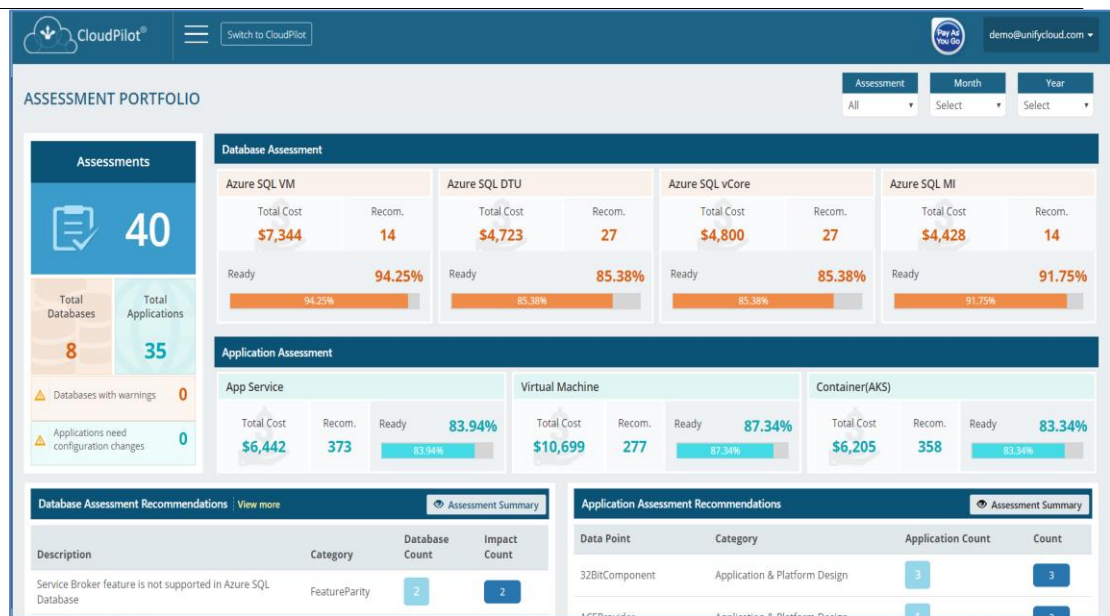 CloudPilot®
Switch to CloudPilot
Pay As You Go
demo@unifycloud.com
ASSESSMENT PORTFOLIO
Assessment
Month
Year
All
Select
Select
Assessments
40
Total Databases
8
Total Applications
35
Databases with warnings 0
Applications need
configuration changes 0
Database Assessment
Azure SQL VM
Total Cost Recom.
$7,344 14
Ready 94.25%
94.25%
Azure SQL DTU
Total Cost Recom.
$4,723 27
Ready 85.38%
85.38%
Azure SQL vCore
Total Cost Recom.
$4,800 27
Ready 85.38%
85.38%
Azure SQL MI
Total Cost Recom.
$4,428 14
Ready 91.75%
91.75%
Application Assessment
App Service
Total Cost Recom. Ready 83.94%
$6,442 373 83.94%
Virtual Machine
Total Cost Recom. Ready 87.34%
$10,699 277 87.34%
Container(AKS)
Total Cost Recom. Ready 83.34%
$6,205 358 83.34%
Database Assessment Recommendations View more Assessment Summary
Description Category Database Count Impact Count
Service Broker feature is not supported in Azure SQL
Database FeatureParity 2 2
Application Assessment Recommendations Assessment Summary
Data Point Category Application Count Count
32BitComponent Application & Platform Design 3 3
Application & Platform Design